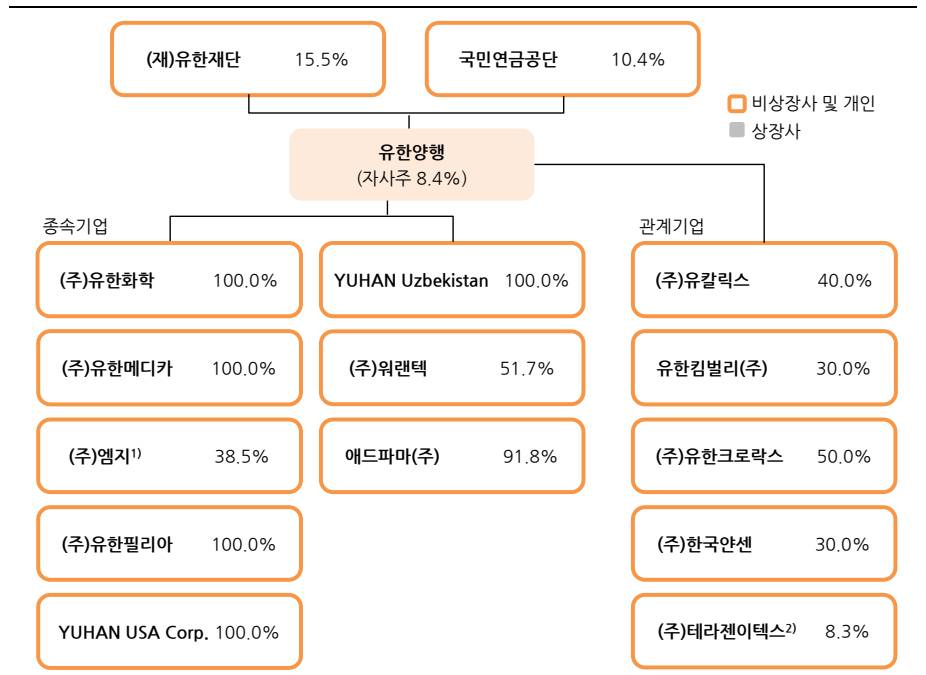 (재)유한재단 15.5%
국민연금공단 10.4%
비상장사 및 개인
상장사
유한양행
(자사주 8.4%)
종속기업
관계기업
(주)유한화학 100.0%
YUHAN Uzbekistan 100.0%
(주)유칼릭스 40.0%
(주)유한메디카 100.0%
(주)워랜텍 51.7%
유한킴벌리(주) 30.0%
(주)엠지1) 38.5%
애드파마(주) 91.8%
(주)유한크로락스 50.0%
(주)유한필리아 100.0%
(주)한국얀센 30.0%
YUHAN USA Corp. 100.0%
(주)테라젠이텍스2) 8.3%